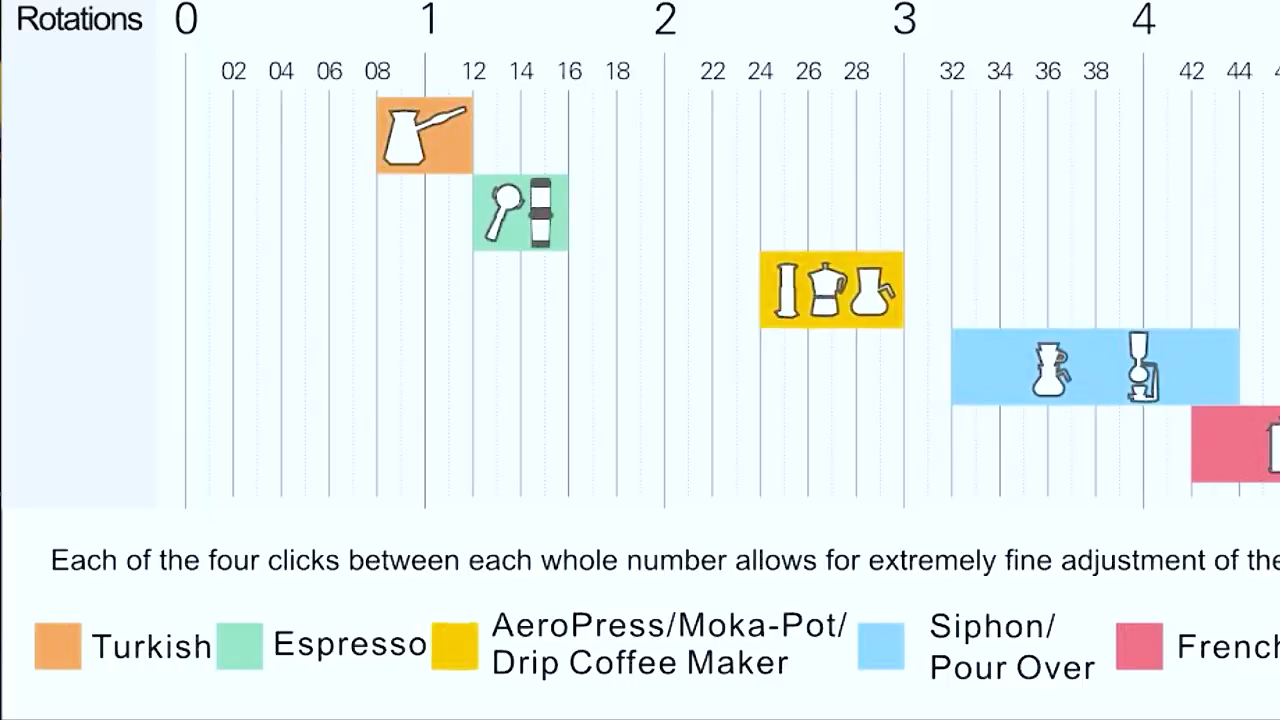 Rotations 0 1 2 3 4
02 04 06 08 12 14 16 18 22 24 26 28 32 34 36 38 42 44
Each of the four clicks between each whole number allows for extremely fine adjustment of the
Turkish
Espresso
AeroPress/Moka-Pot/
Drip Coffee Maker
Siphon/
Pour Over
French